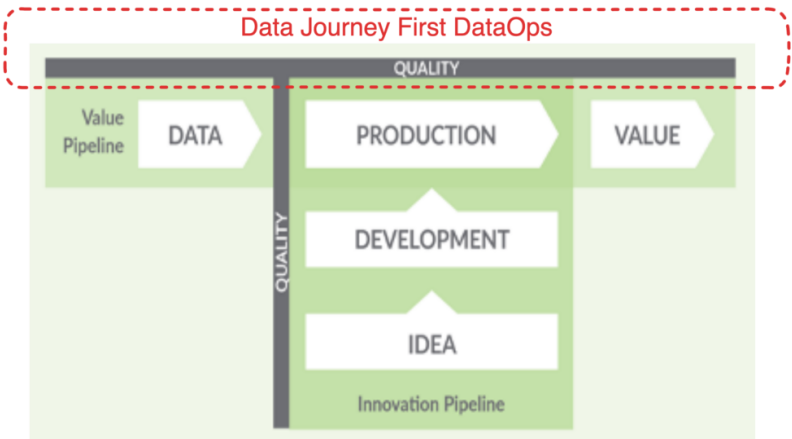 Data Journey First DataOps
QUALITY
Value
Pipeline
DATA
PRODUCTION
VALUE
QUALITY
DEVELOPMENT
IDEA
Innovation Pipeline